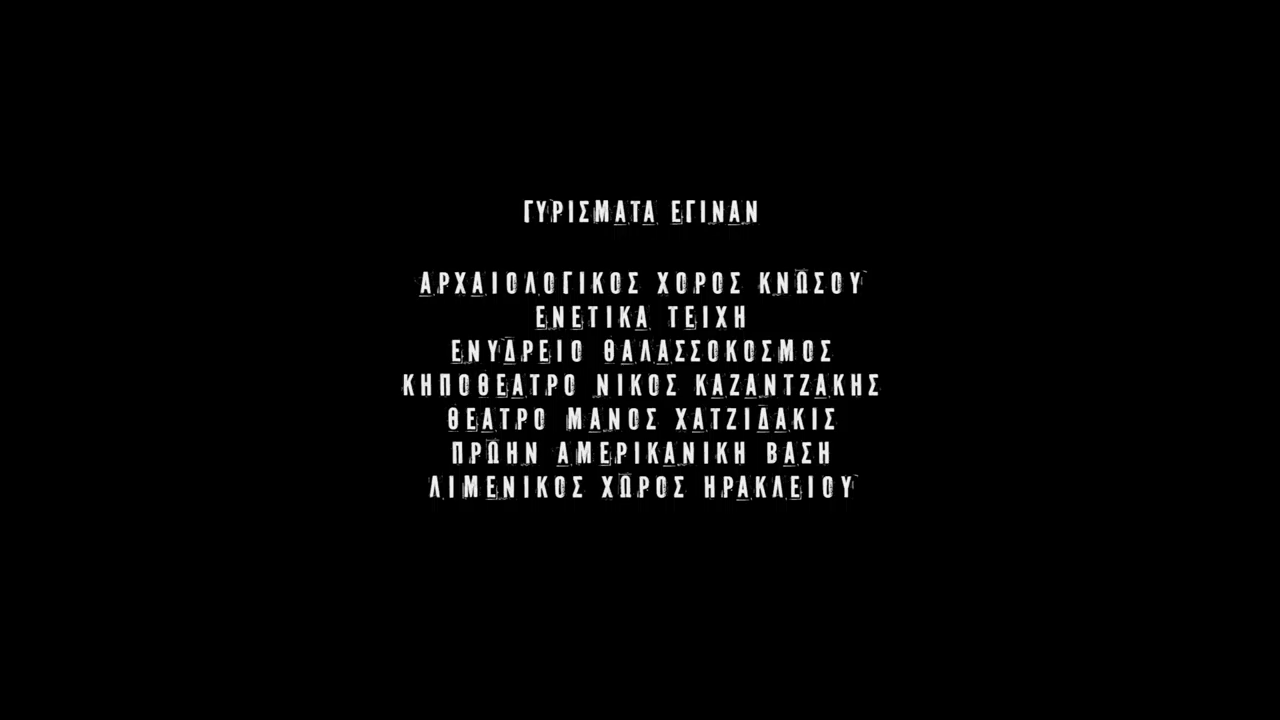 ΓΥΡΙΣΜΑΤΑ ΕΓΙΝΑΝ
ΑΡΧΑΙΟΛΟΓΙΚΟΣ ΧΟΡΟΣ ΚΝΩΣΟΥ
ΕΝΕΤΙΚΑ ΤΕΙΧΗ
ΕΝΥΔΡΕΙΟ ΘΑΛΑΣΣΟΚΟΣΜΟΣ
ΚΗΠΟΘΕΑΤΡΟ ΝΙΚΟΣ ΚΑΖΑΝΤΖΑΚΗΣ
ΘΕΑΤΡΟ ΜΑΝΟΣ ΧΑΤΖΙΔΑΚΙΣ
ΠΡΩΗΝ ΑΜΕΡΙΚΑΝΙΚΗ ΒΑΣΗ
ΛΙΜΕΝΙΚΟΣ ΧΩΡΟΣ ΗΡΑΚΛΕΙΟΥ